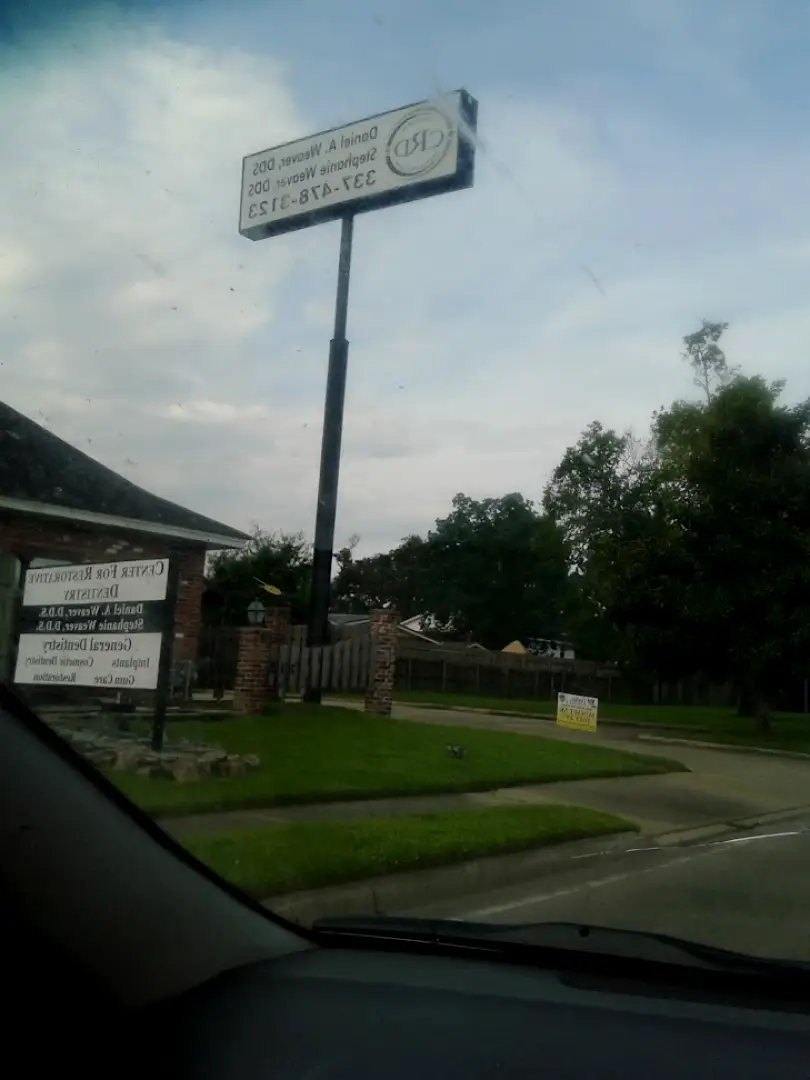 CRD
Daniel A. Weaver, DDS
Stephanie Weaver, DDS
337-478-3123
CENTER FOR RESTORATIVE
DENTISTRY
DANIEL A. WEAVER, D.D.S.
STEPHANIE WEAVER, D.D.S.
General Dentistry
Implants Cosmetic Dentistry
Gum Care Restoration